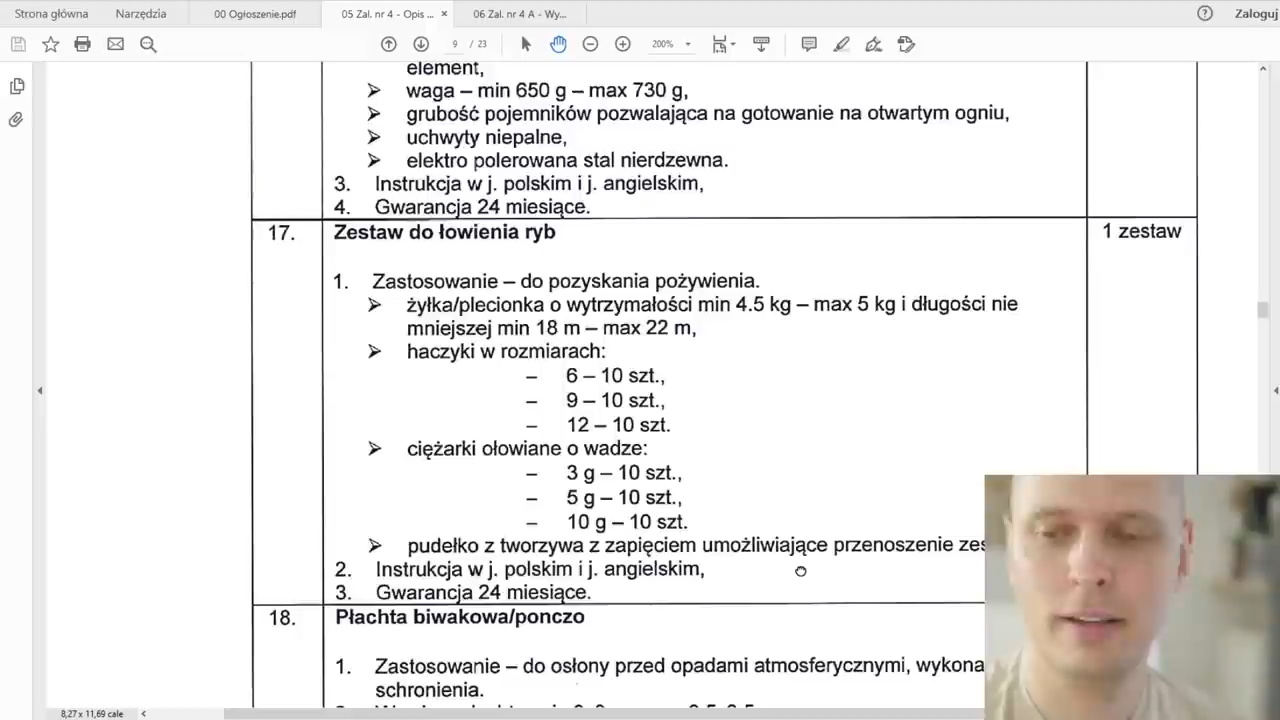 Strona główna Narzędzia 00 Ogłoszenie.pdf 05 Zal. nr 4 - Opis ... × 06 Zal. nr 4 A - Wy... Zaloguj
9 / 23 200%
element,
➤ waga – min 650 g – max 730 g,
➤ grubość pojemników pozwalająca na gotowanie na otwartym ogniu,
➤ uchwyty niepalne,
➤ elektro polerowana stal nierdzewna.
3. Instrukcja w j. polskim i j. angielskim,
4. Gwarancja 24 miesiące.
17. Zestaw do łowienia ryb 1 zestaw
1. Zastosowanie – do pozyskania pożywienia.
➤ żyłka/plecionka o wytrzymałości min 4.5 kg – max 5 kg i długości nie
mniejszej min 18 m – max 22 m,
➤ haczyki w rozmiarach:
– 6 – 10 szt.,
– 9 – 10 szt.,
– 12 – 10 szt.
➤ ciężarki ołowiane o wadze:
– 3 g – 10 szt.,
– 5 g – 10 szt.,
– 10 g – 10 szt.
➤ pudełko z tworzywa z zapięciem umożliwiające przenoszenie zes
2. Instrukcja w j. polskim i j. angielskim,
3. Gwarancja 24 miesiące.
18. Płachta biwakowa/ponczo
1. Zastosowanie – do osłony przed opadami atmosferycznymi, wykona
schronienia.
8,27 x 11,69 cale